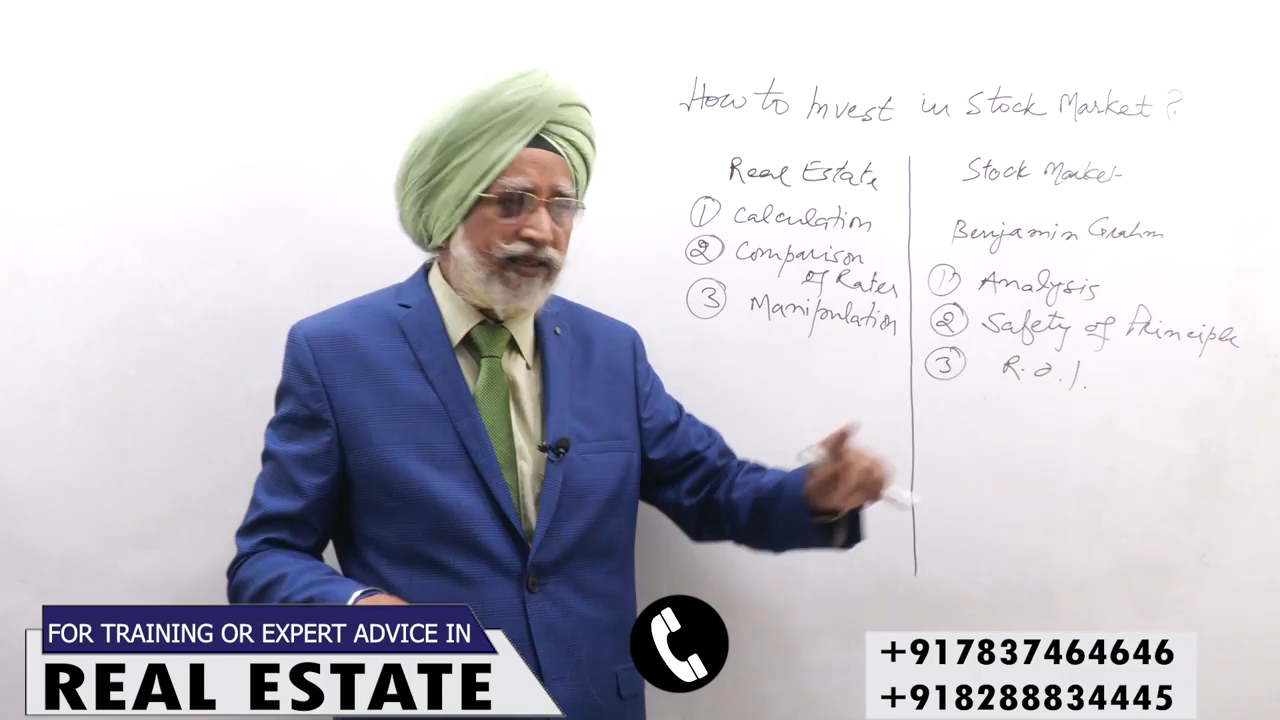 How to Invest in Stock Market?
Real Estate
① Calculation
② Comparison
of Rates
③ Manipulation
Stock Market
Benjamin Grahm
① Analysis
② Safety of Principle
③ R.O.I.
FOR TRAINING OR EXPERT ADVICE IN
REAL ESTATE
+917837464646
+918288834445